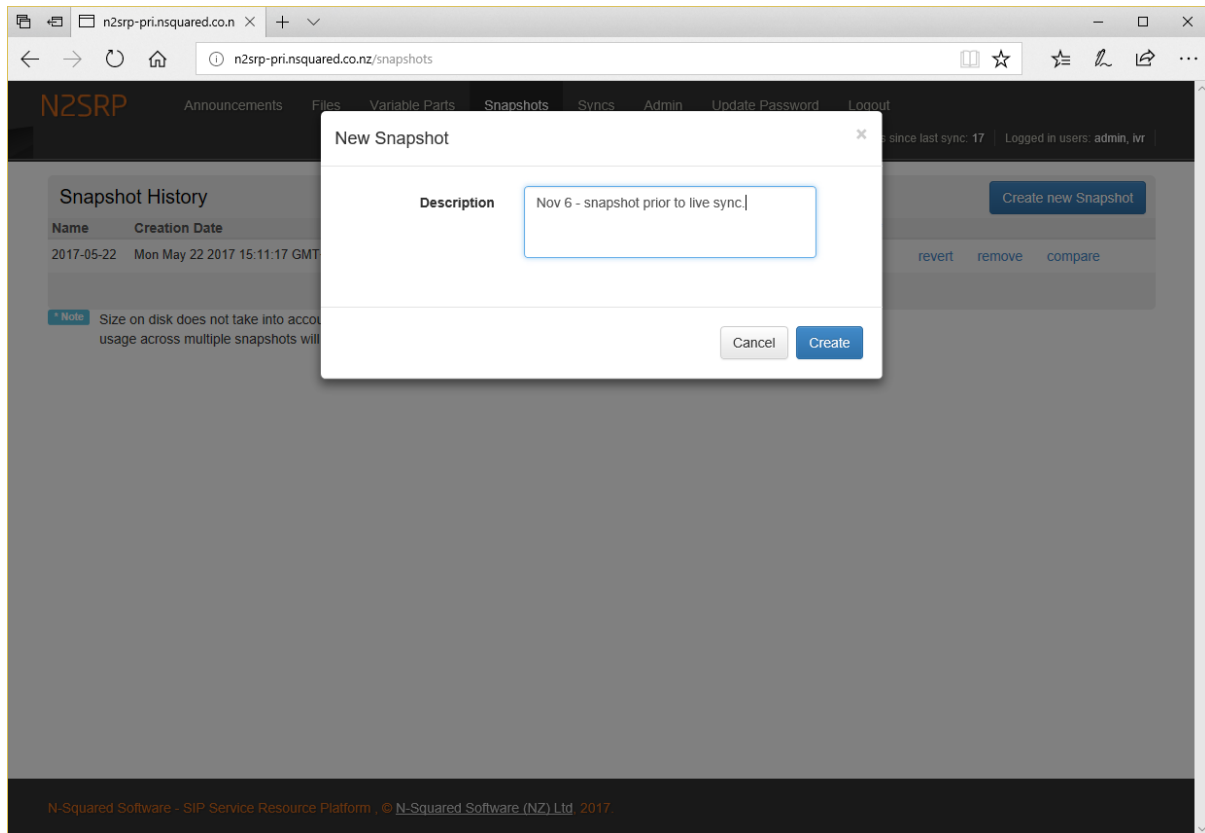 n2srp-pri.nsquared.co.n
n2srp-pri.nsquared.co.nz/snapshots
N2SRP Announcements Files Variable Parts Snapshots Syncs Admin Update Password Logout
since last sync: 17 Logged in users: admin, ivr
New Snapshot ×
Snapshot History
Create new Snapshot
Description
Nov 6 - snapshot prior to live sync.
Name Creation Date
2017-05-22 Mon May 22 2017 15:11:17 GMT
revert remove compare
* Note Size on disk does not take into accou
usage across multiple snapshots will
Cancel Create
N-Squared Software - SIP Service Resource Platform , © N-Squared Software (NZ) Ltd, 2017.